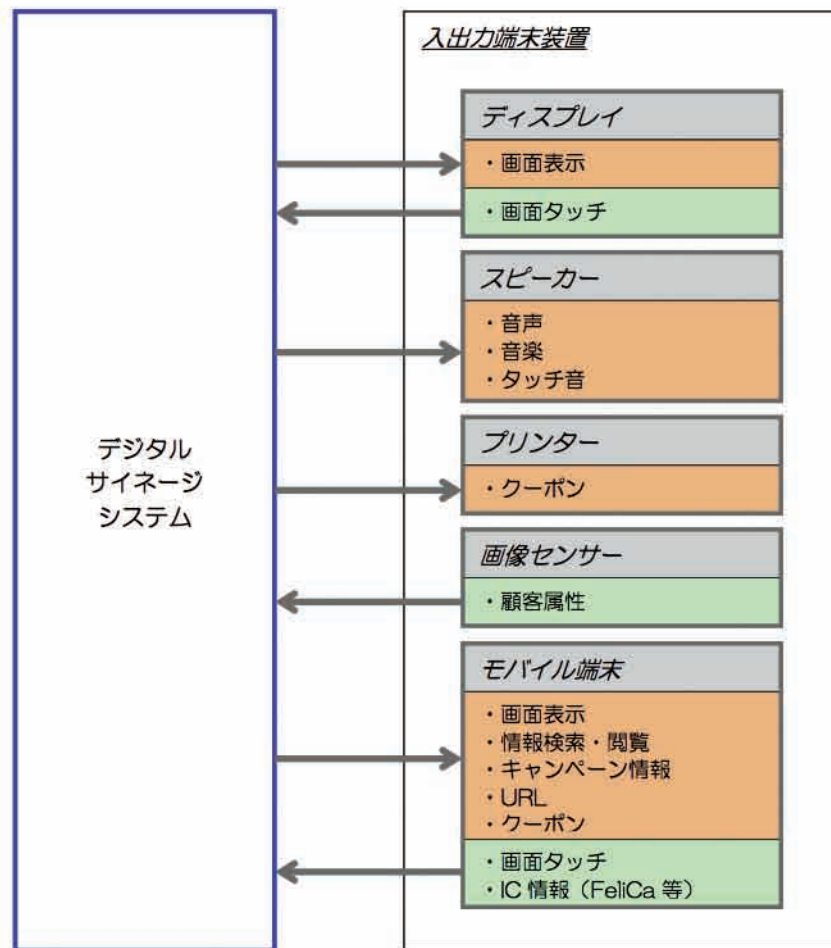 入出力端末装置
ディスプレイ
・画面表示
・画面タッチ
スピーカー
・音声
・音楽
・タッチ音
デジタル
サイネージ
システム
プリンター
・クーポン
画像センサー
・顧客属性
モバイル端末
・画面表示
・情報検索・閲覧
・キャンペーン情報
・URL
・クーポン
・画面タッチ
・IC 情報（FeliCa 等）